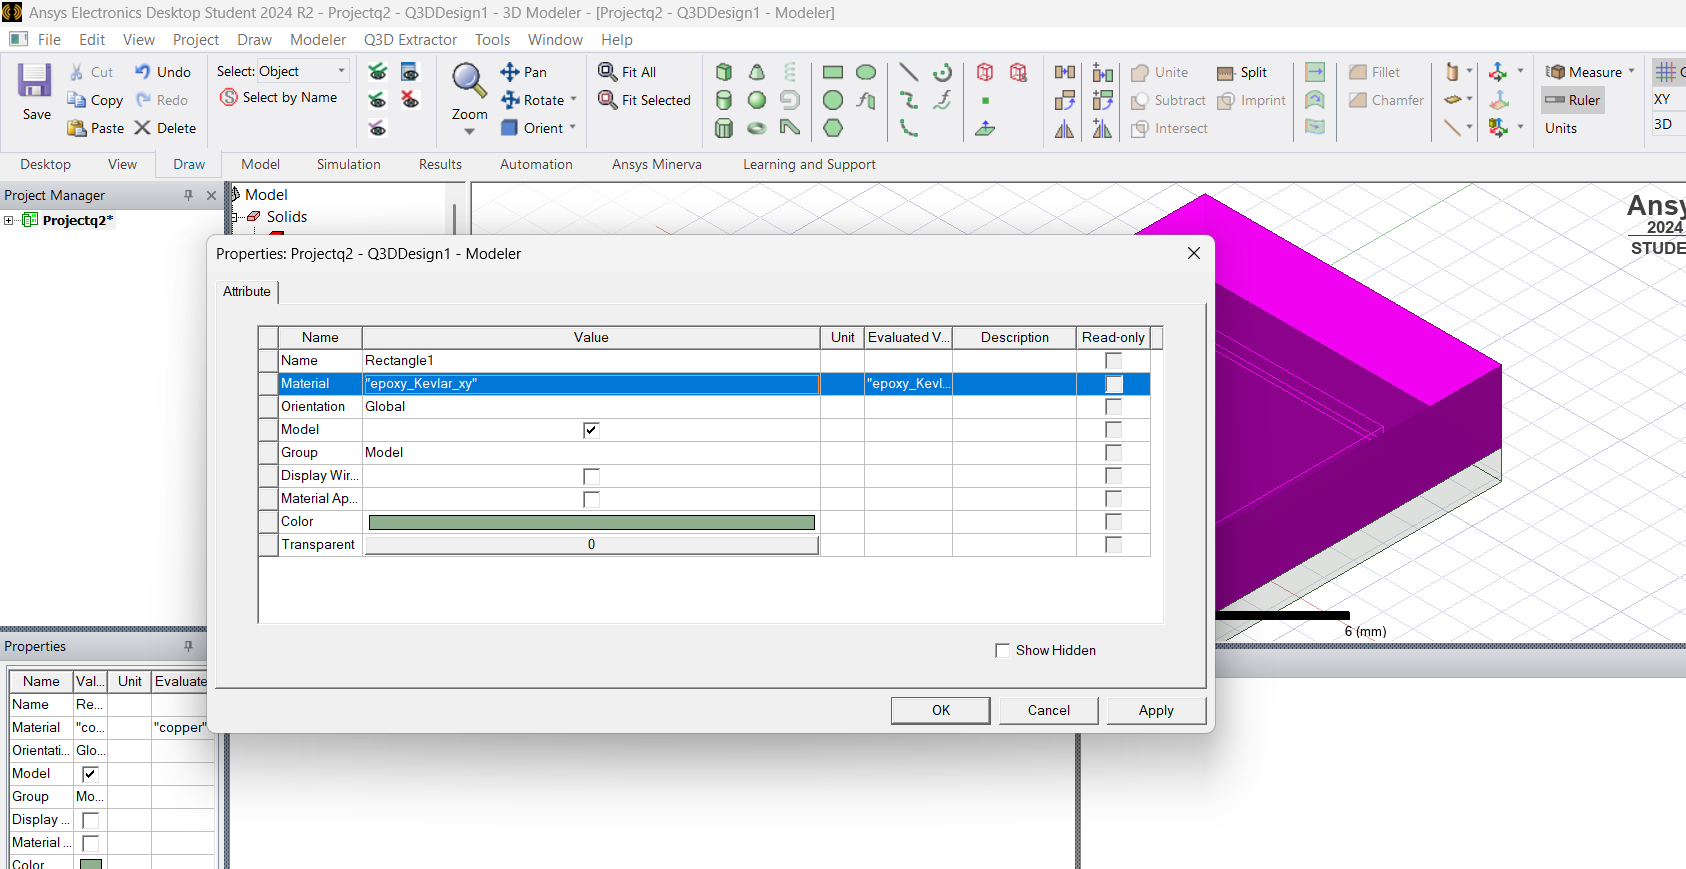 Ansys Electronics Desktop Student 2024 R2 - Projectq2 - Q3DDesign1 - 3D Modeler - [Projectq2 - Q3DDesign1 - Modeler]
File Edit View Project Draw Modeler Q3D Extractor Tools Window Help
Save
Cut
Copy
Paste
Undo
Redo
Delete
Select: Object
Select by Name
Zoom
Pan
Rotate
Orient
Fit All
Fit Selected
Unite
Subtract
Intersect
Split
Imprint
Fillet
Chamfer
Measure
Ruler
Units
XY
3D
Desktop View Draw Model Simulation Results Automation Ansys Minerva Learning and Support
Project Manager
Projectq2*
Model
Solids
Ansy
2024
STUDE
6 (mm)
Properties: Projectq2 - Q3DDesign1 - Modeler
Attribute
Name Value Unit Evaluated V... Description Read-only
Name Rectangle1
Material "epoxy_Kevlar_xy" "epoxy_Kevl...
Orientation Global
Model
Group Model
Display Wir...
Material Ap...
Color
Transparent 0
Show Hidden
OK Cancel Apply
Properties
Name Val... Unit Evaluate
Name Re...
Material "co... "copper"
Orientati... Glo...
Model
Group Mo...
Display ...
Material ...
Color